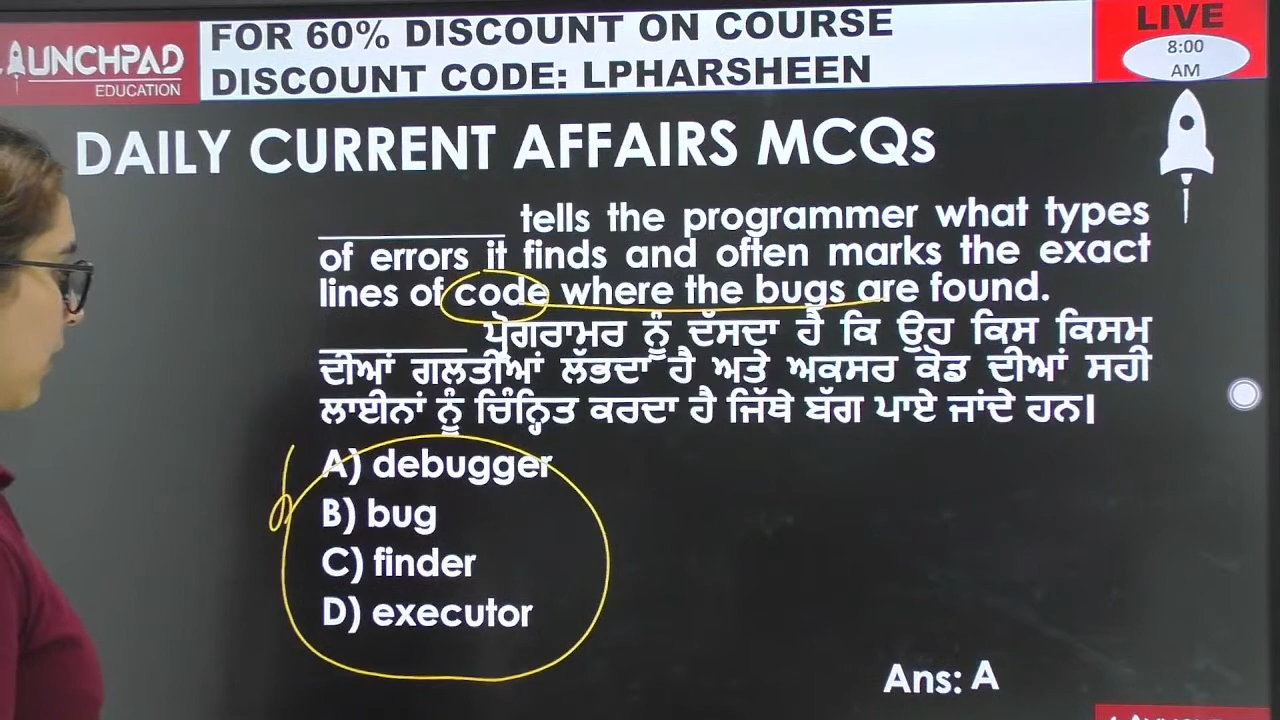 LAUNCHPAD
EDUCATION
FOR 60% DISCOUNT ON COURSE
DISCOUNT CODE: LPHARSHEEN
LIVE
8:00
AM
DAILY CURRENT AFFAIRS MCQs
__________ tells the programmer what types
of errors it finds and often marks the exact
lines of code where the bugs are found.
________ ਪ੍ਰੋਗਰਾਮਰ ਨੂੰ ਦੱਸਦਾ ਹੈ ਕਿ ਉਹ ਕਿਸ ਕਿਸਮ
ਦੀਆਂ ਗਲਤੀਆਂ ਲੱਭਦਾ ਹੈ ਅਤੇ ਅਕਸਰ ਕੋਡ ਦੀਆਂ ਸਹੀ
ਲਾਈਨਾਂ ਨੂੰ ਚਿੰਨ੍ਹਿਤ ਕਰਦਾ ਹੈ ਜਿੱਥੇ ਬੱਗ ਪਾਏ ਜਾਂਦੇ ਹਨ।
A) debugger
B) bug
C) finder
D) executor
Ans: A